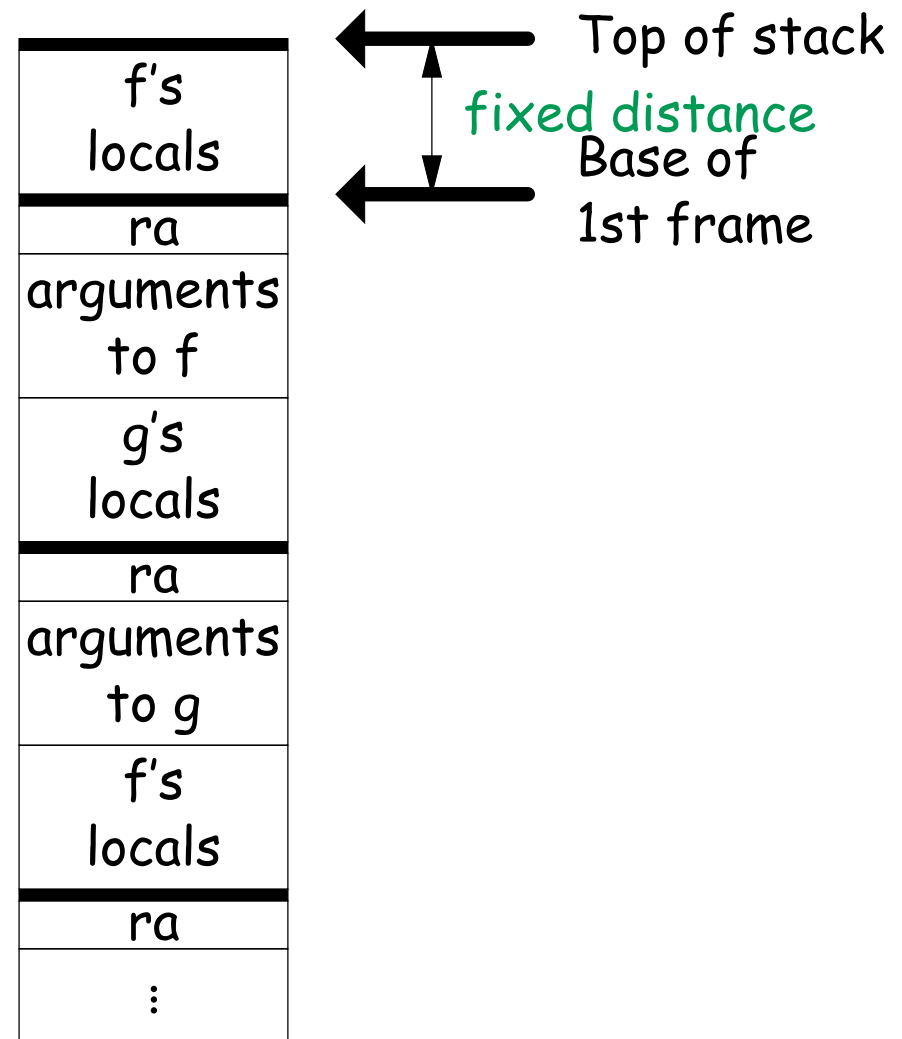 f's
locals
ra
arguments
to f
g's
locals
ra
arguments
to g
f's
locals
ra
⋮
Top of stack
fixed distance
Base of
1st frame